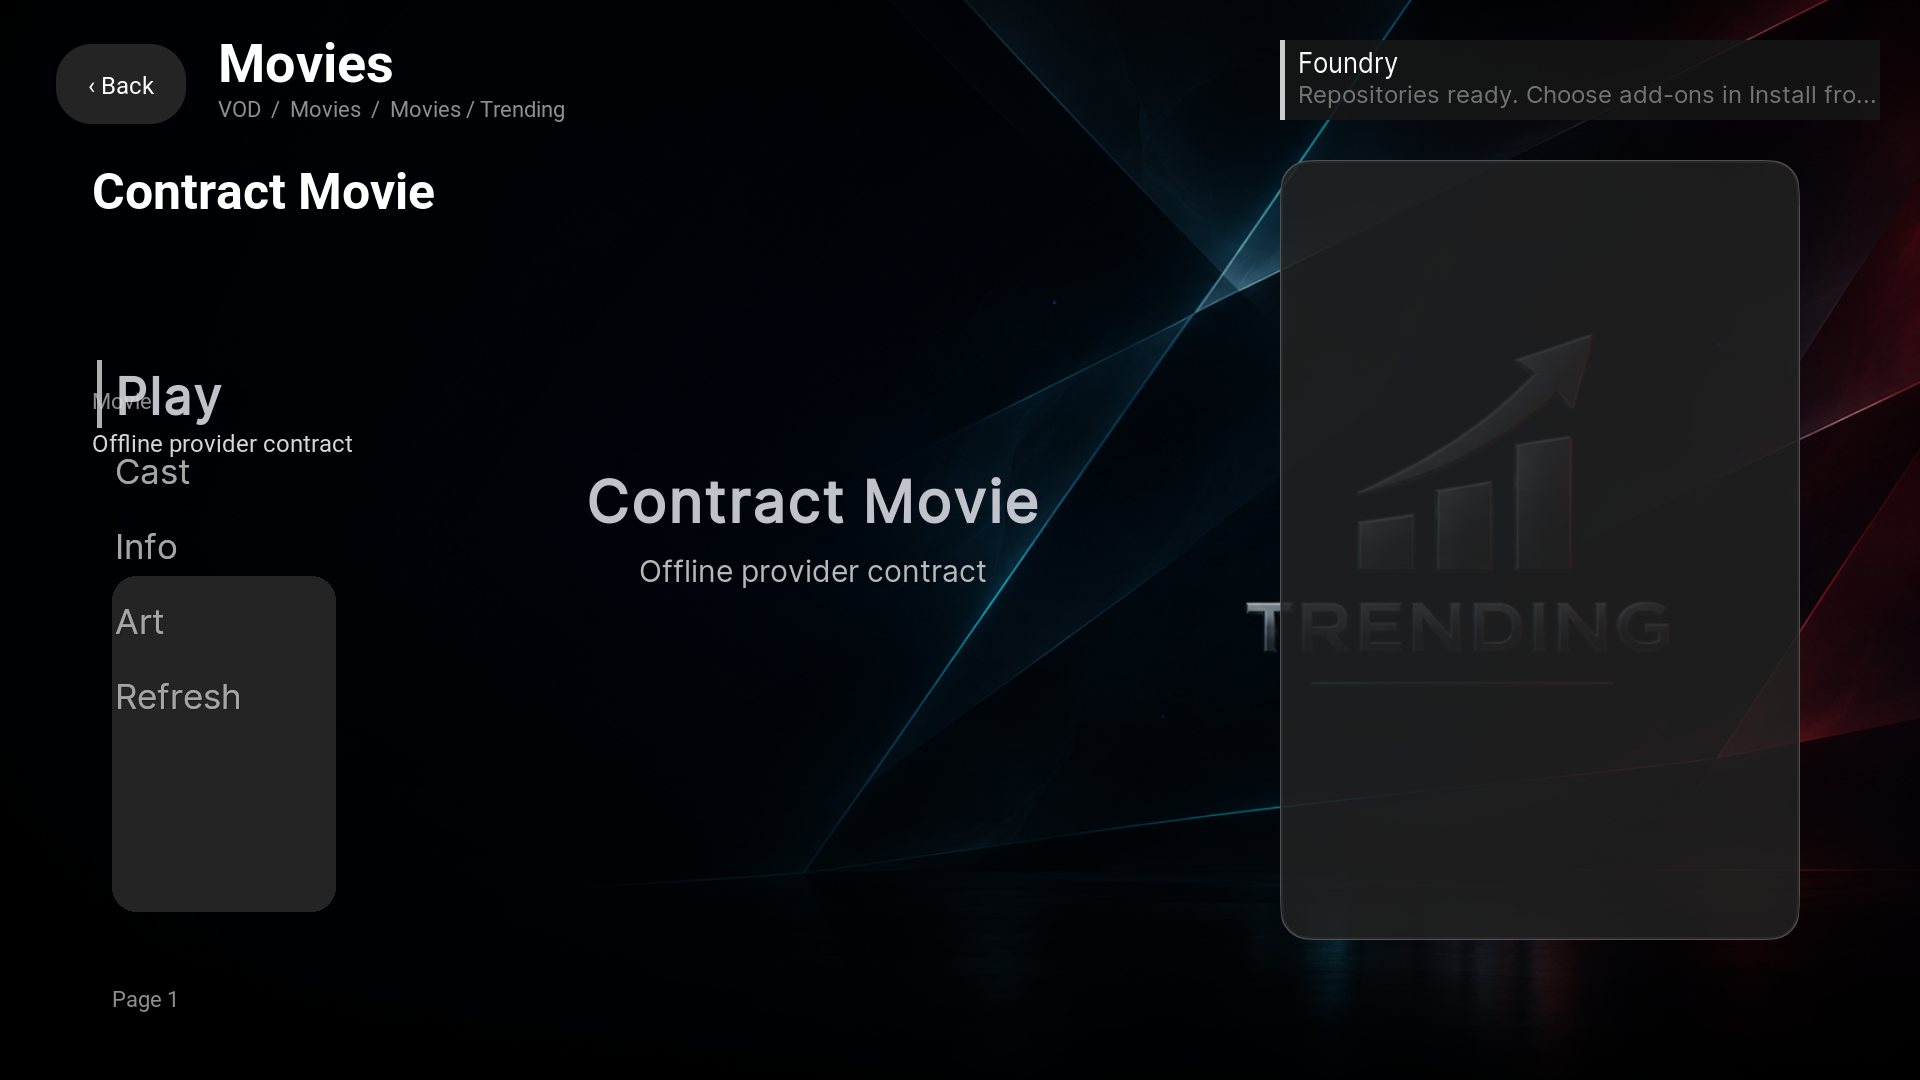 ‹ Back
Movies
VOD / Movies / Movies / Trending
Foundry
Repositories ready. Choose add-ons in Install fro...
Contract Movie
Play
Movie
Offline provider contract
Cast
Info
Art
Refresh
Contract Movie
Offline provider contract
TRENDING
Page 1